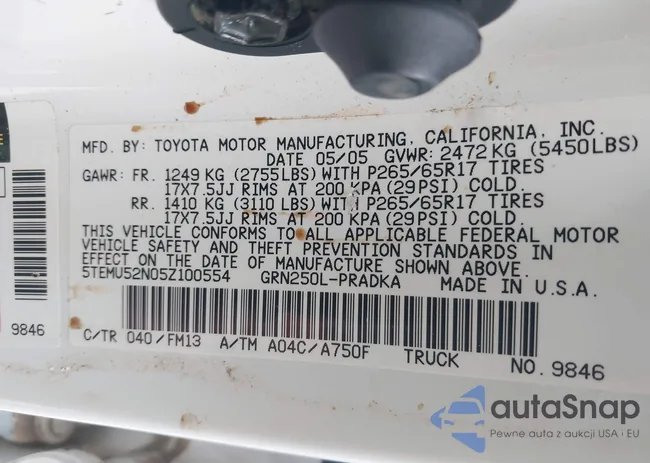 MFD. BY: TOYOTA MOTOR MANUFACTURING, CALIFORNIA, INC.
DATE 05/05 GVWR: 2472 KG (5450LBS)
GAWR: FR. 1249 KG (2755LBS) WITH P265/65R17 TIRES
17X7.5JJ RIMS AT 200 KPA (29PSI) COLD.
RR. 1410 KG (3110 LBS) WITH P265/65R17 TIRES
17X7.5JJ RIMS AT 200 KPA (29PSI) COLD.
THIS VEHICLE CONFORMS TO ALL APPLICABLE FEDERAL MOTOR
VEHICLE SAFETY AND THEFT PREVENTION STANDARDS IN
EFFECT ON THE DATE OF MANUFACTURE SHOWN ABOVE.
5TEMU52N05Z100554 GRN250L-PRADKA MADE IN U.S.A.
9846
C/TR 040/FM13 A/TM A04C/A750F TRUCK NO. 9846
autaSnap
Pewne auta z aukcji USA · EU